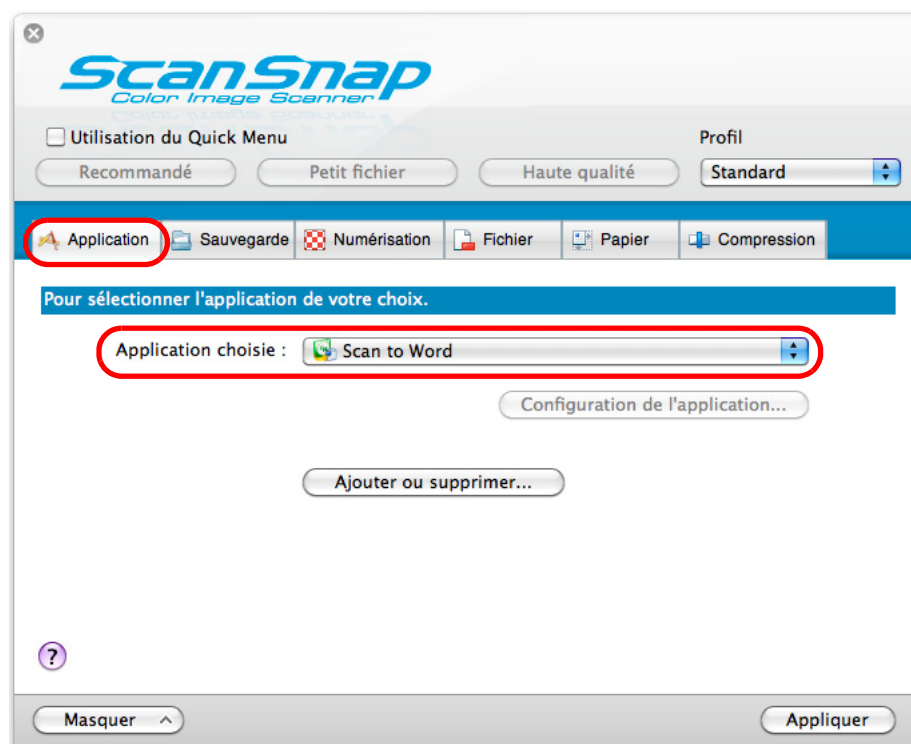 ScanSnap
Color Image Scanner
Utilisation du Quick Menu
Profil
Recommandé Petit fichier Haute qualité Standard
Application Sauvegarde Numérisation Fichier Papier Compression
Pour sélectionner l'application de votre choix.
Application choisie : Scan to Word
Configuration de l'application...
Ajouter ou supprimer...
?
Masquer Appliquer